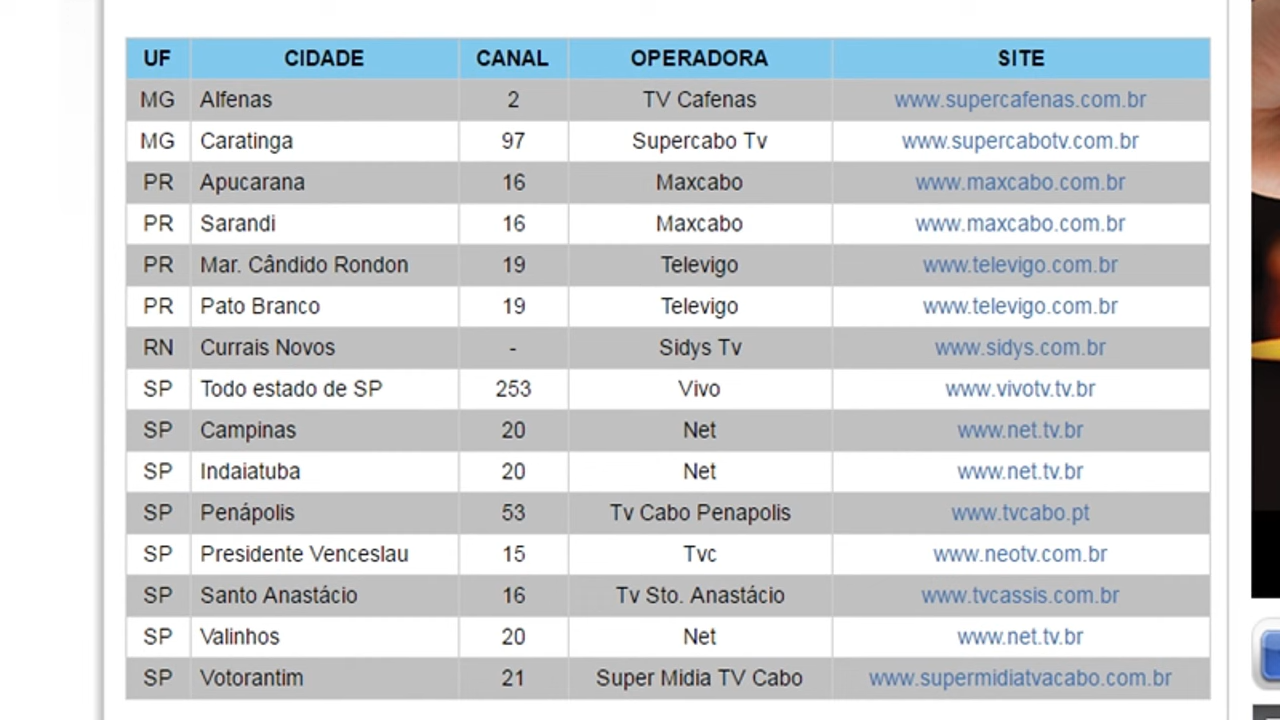 UF CIDADE CANAL OPERADORA SITE
MG Alfenas 2 TV Cafenas www.supercafenas.com.br
MG Caratinga 97 Supercabo Tv www.supercabotv.com.br
PR Apucarana 16 Maxcabo www.maxcabo.com.br
PR Sarandi 16 Maxcabo www.maxcabo.com.br
PR Mar. Cândido Rondon 19 Televigo www.televigo.com.br
PR Pato Branco 19 Televigo www.televigo.com.br
RN Currais Novos - Sidys Tv www.sidys.com.br
SP Todo estado de SP 253 Vivo www.vivotv.tv.br
SP Campinas 20 Net www.net.tv.br
SP Indaiatuba 20 Net www.net.tv.br
SP Penápolis 53 Tv Cabo Penapolis www.tvcabo.pt
SP Presidente Venceslau 15 Tvc www.neotv.com.br
SP Santo Anastácio 16 Tv Sto. Anastácio www.tvcassis.com.br
SP Valinhos 20 Net www.net.tv.br
SP Votorantim 21 Super Midia TV Cabo www.supermidiatvacabo.com.br